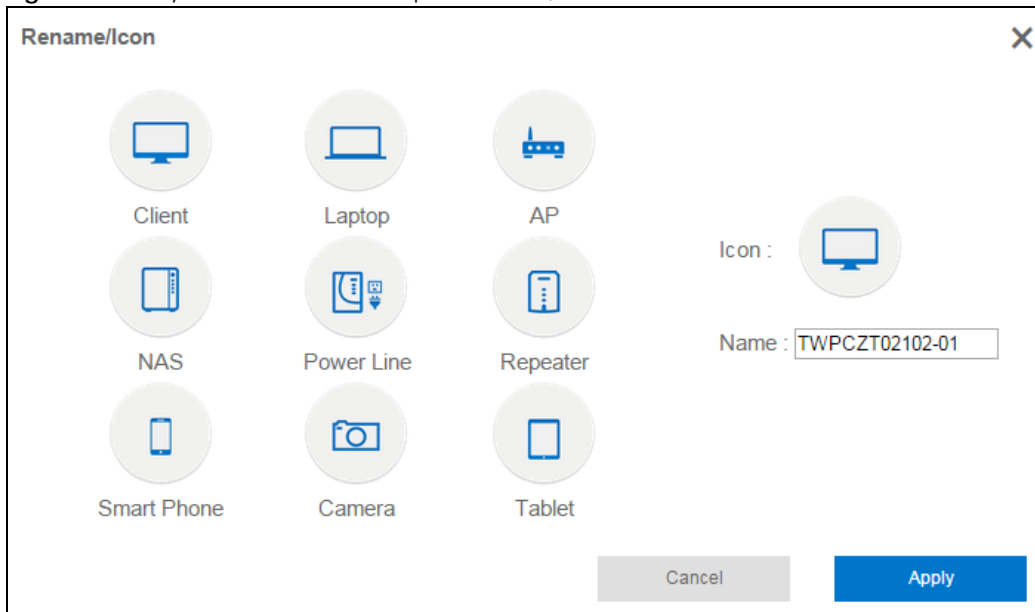 Rename/Icon
Client Laptop AP
Icon :
NAS Power Line Repeater
Name : TWPCZT02102-01
Smart Phone Camera Tablet
Cancel Apply